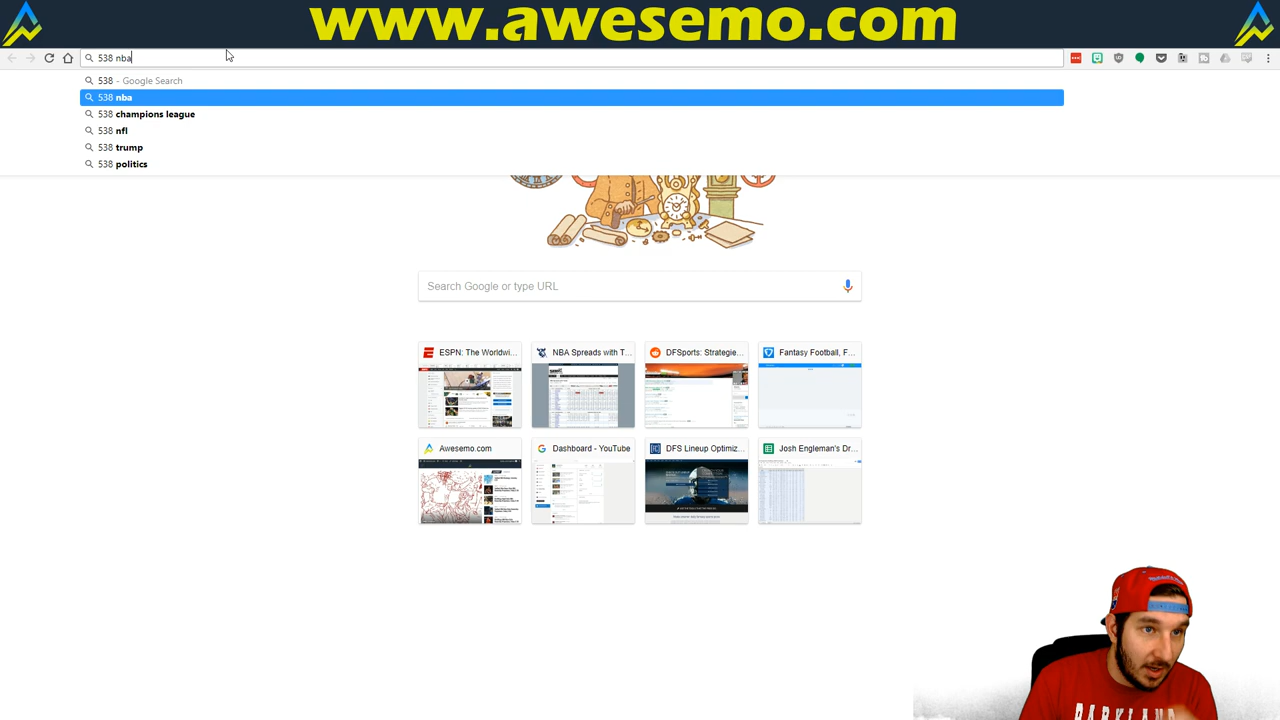 www.awesemo.com
538 nba
538 - Google Search
538 nba
538 champions league
538 nfl
538 trump
538 politics
Search Google or type URL
ESPN: The Worldwi...
NBA Spreads with T...
DFSports: Strategie...
Fantasy Football, F...
Awesemo.com
Dashboard - YouTube
DFS Lineup Optimiz...
Josh Engleman's Dr...
PARKLAND